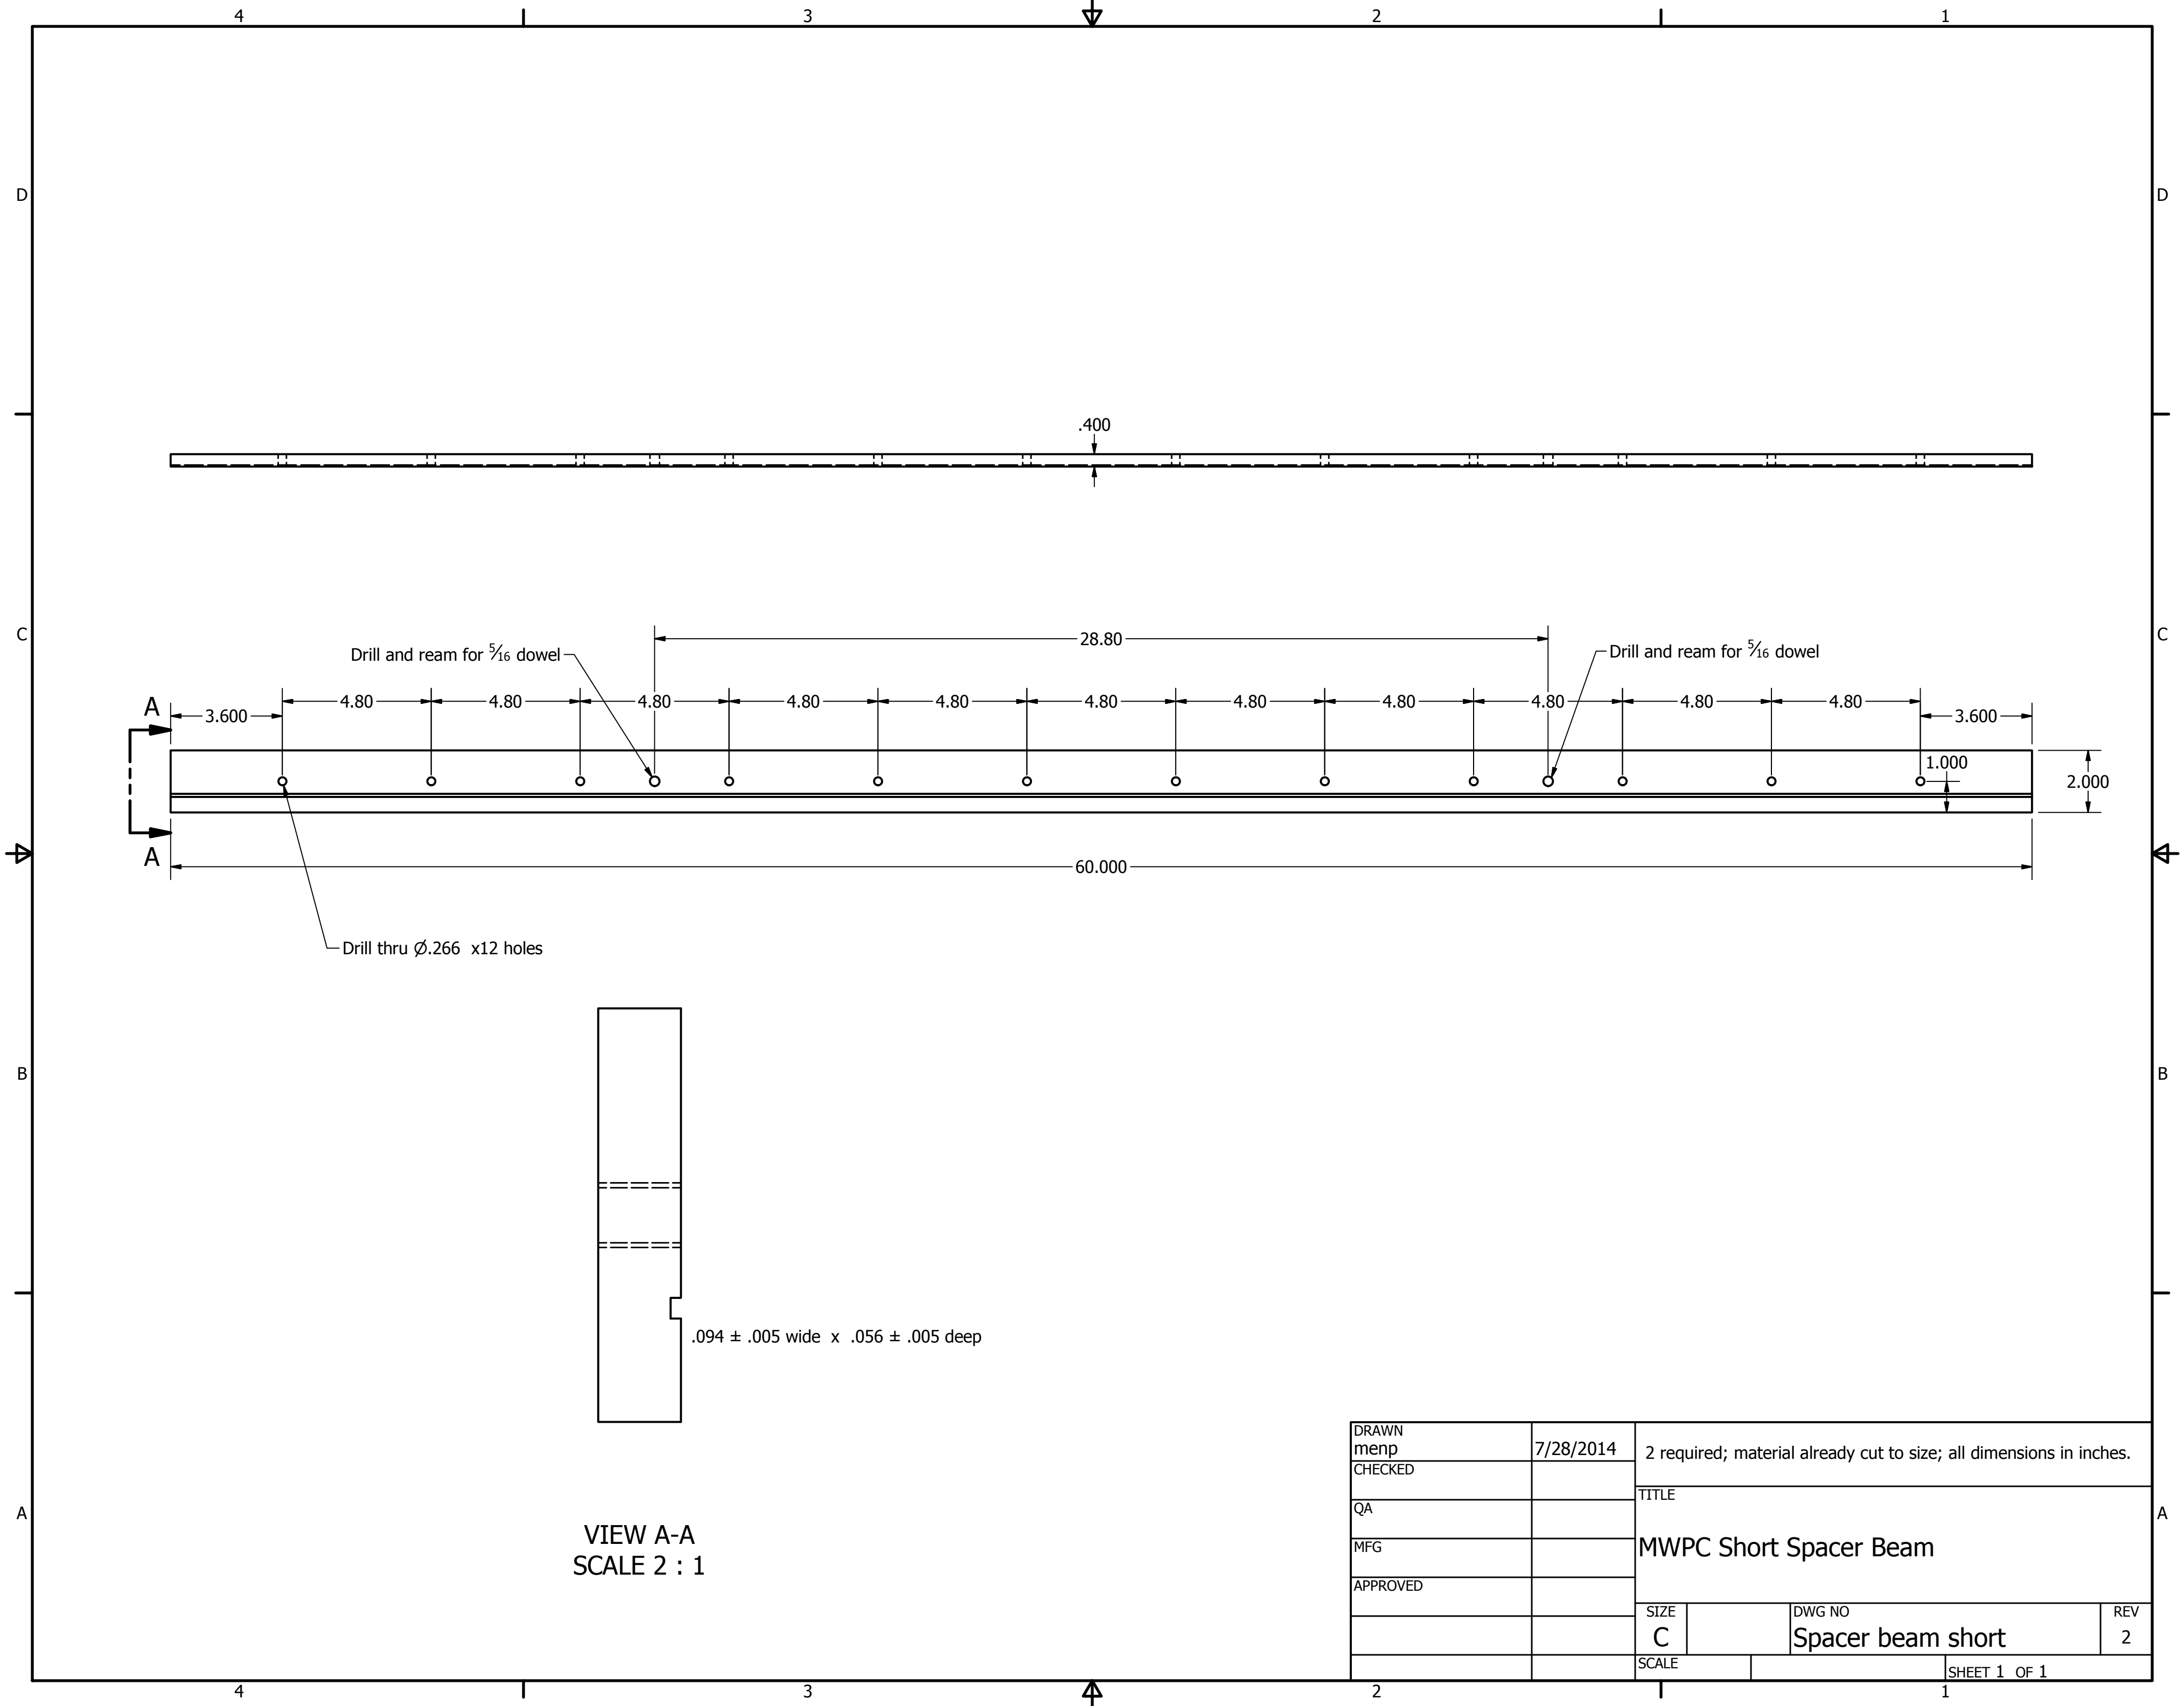 4 3 2 1
D D
.400
C C
28.80
Drill and ream for 5⁄16 dowel
Drill and ream for 5⁄16 dowel
4.80 4.80 4.80 4.80 4.80 4.80 4.80 4.80 4.80 4.80 4.80
A
3.600 3.600
1.000
2.000
A
60.000
Drill thru Ø.266 x12 holes
B B
.094 ± .005 wide x .056 ± .005 deep
A A
VIEW A-A
SCALE 2 : 1
DRAWN
menp 7/28/2014
2 required; material already cut to size; all dimensions in inches.
CHECKED
TITLE
QA
MFG
MWPC Short Spacer Beam
APPROVED
SIZE DWG NO REV
C Spacer beam short 2
SCALE SHEET 1 OF 1
4 3 2 1